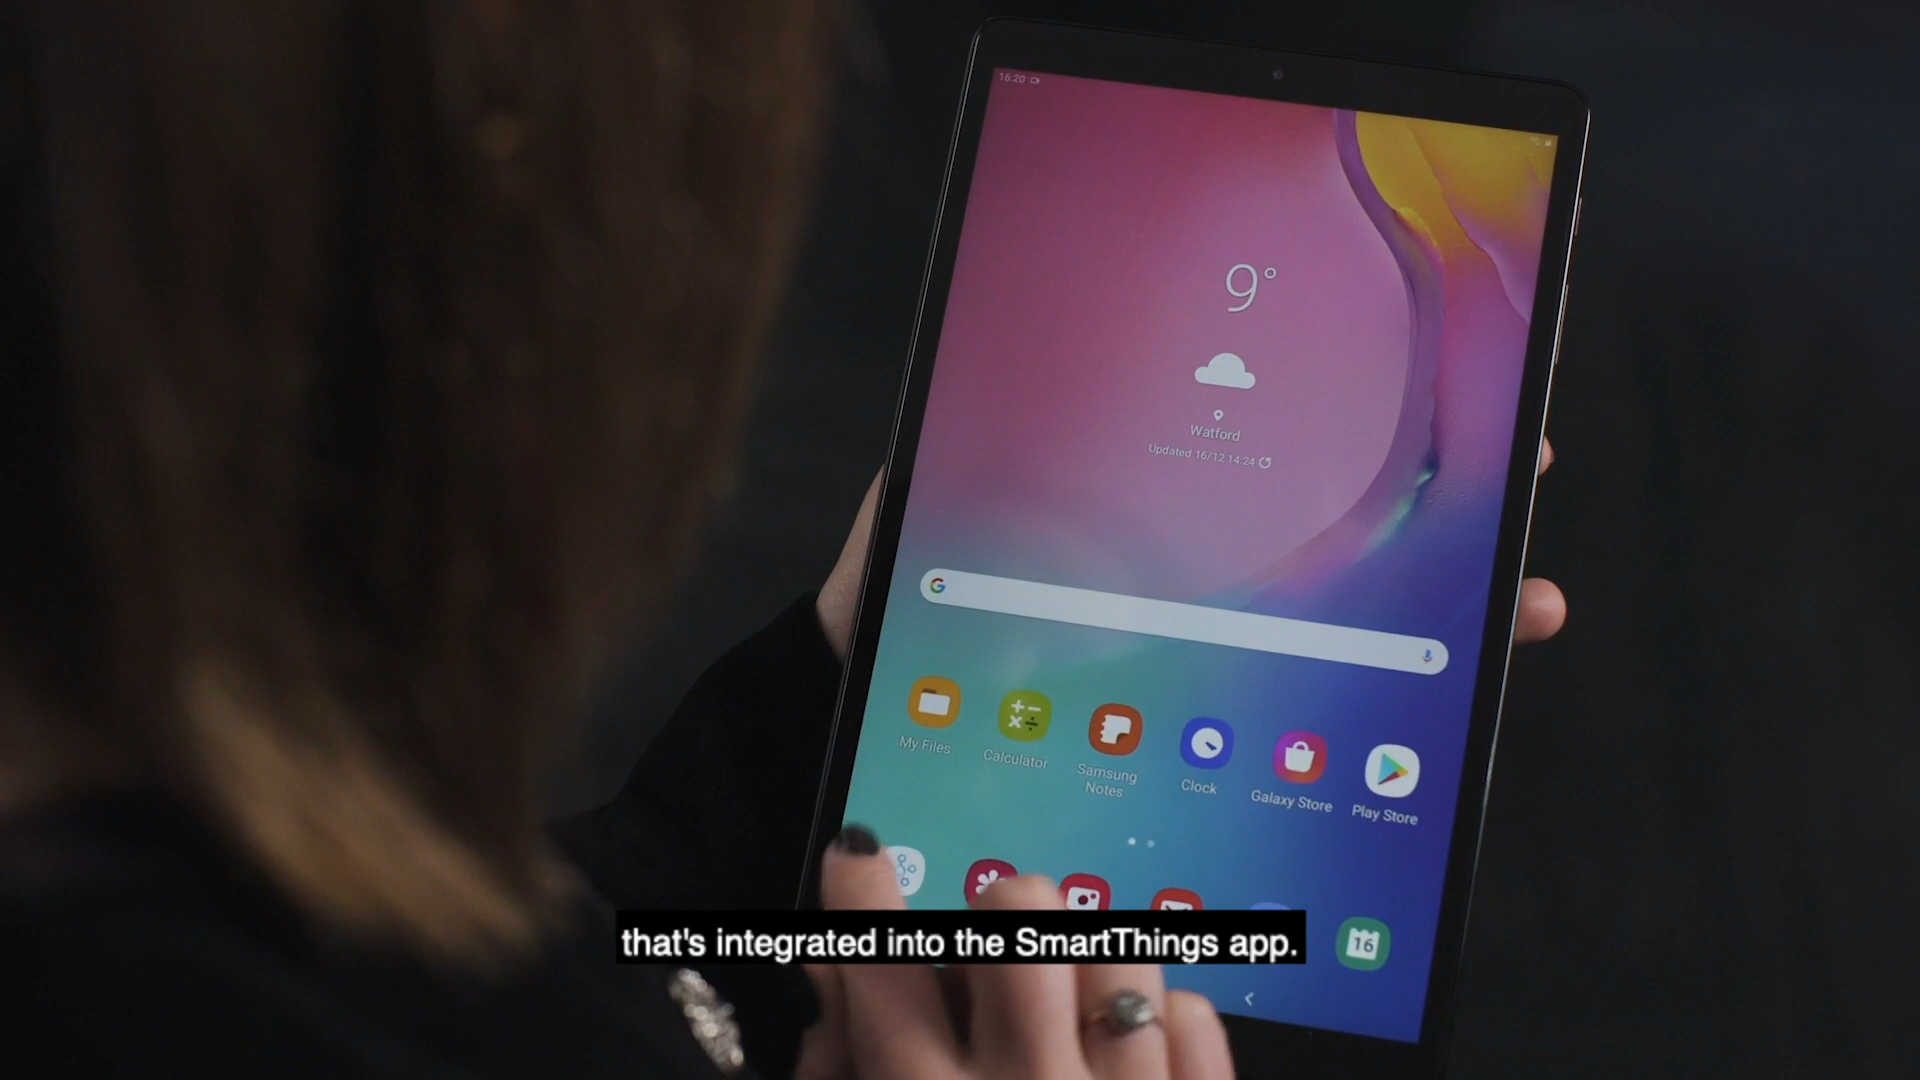 16:20
9°
Watford
Updated 16/12 14:24
G
My Files
Calculator
Samsung
Notes
Clock
Galaxy Store
Play Store
16
that's integrated into the SmartThings app.